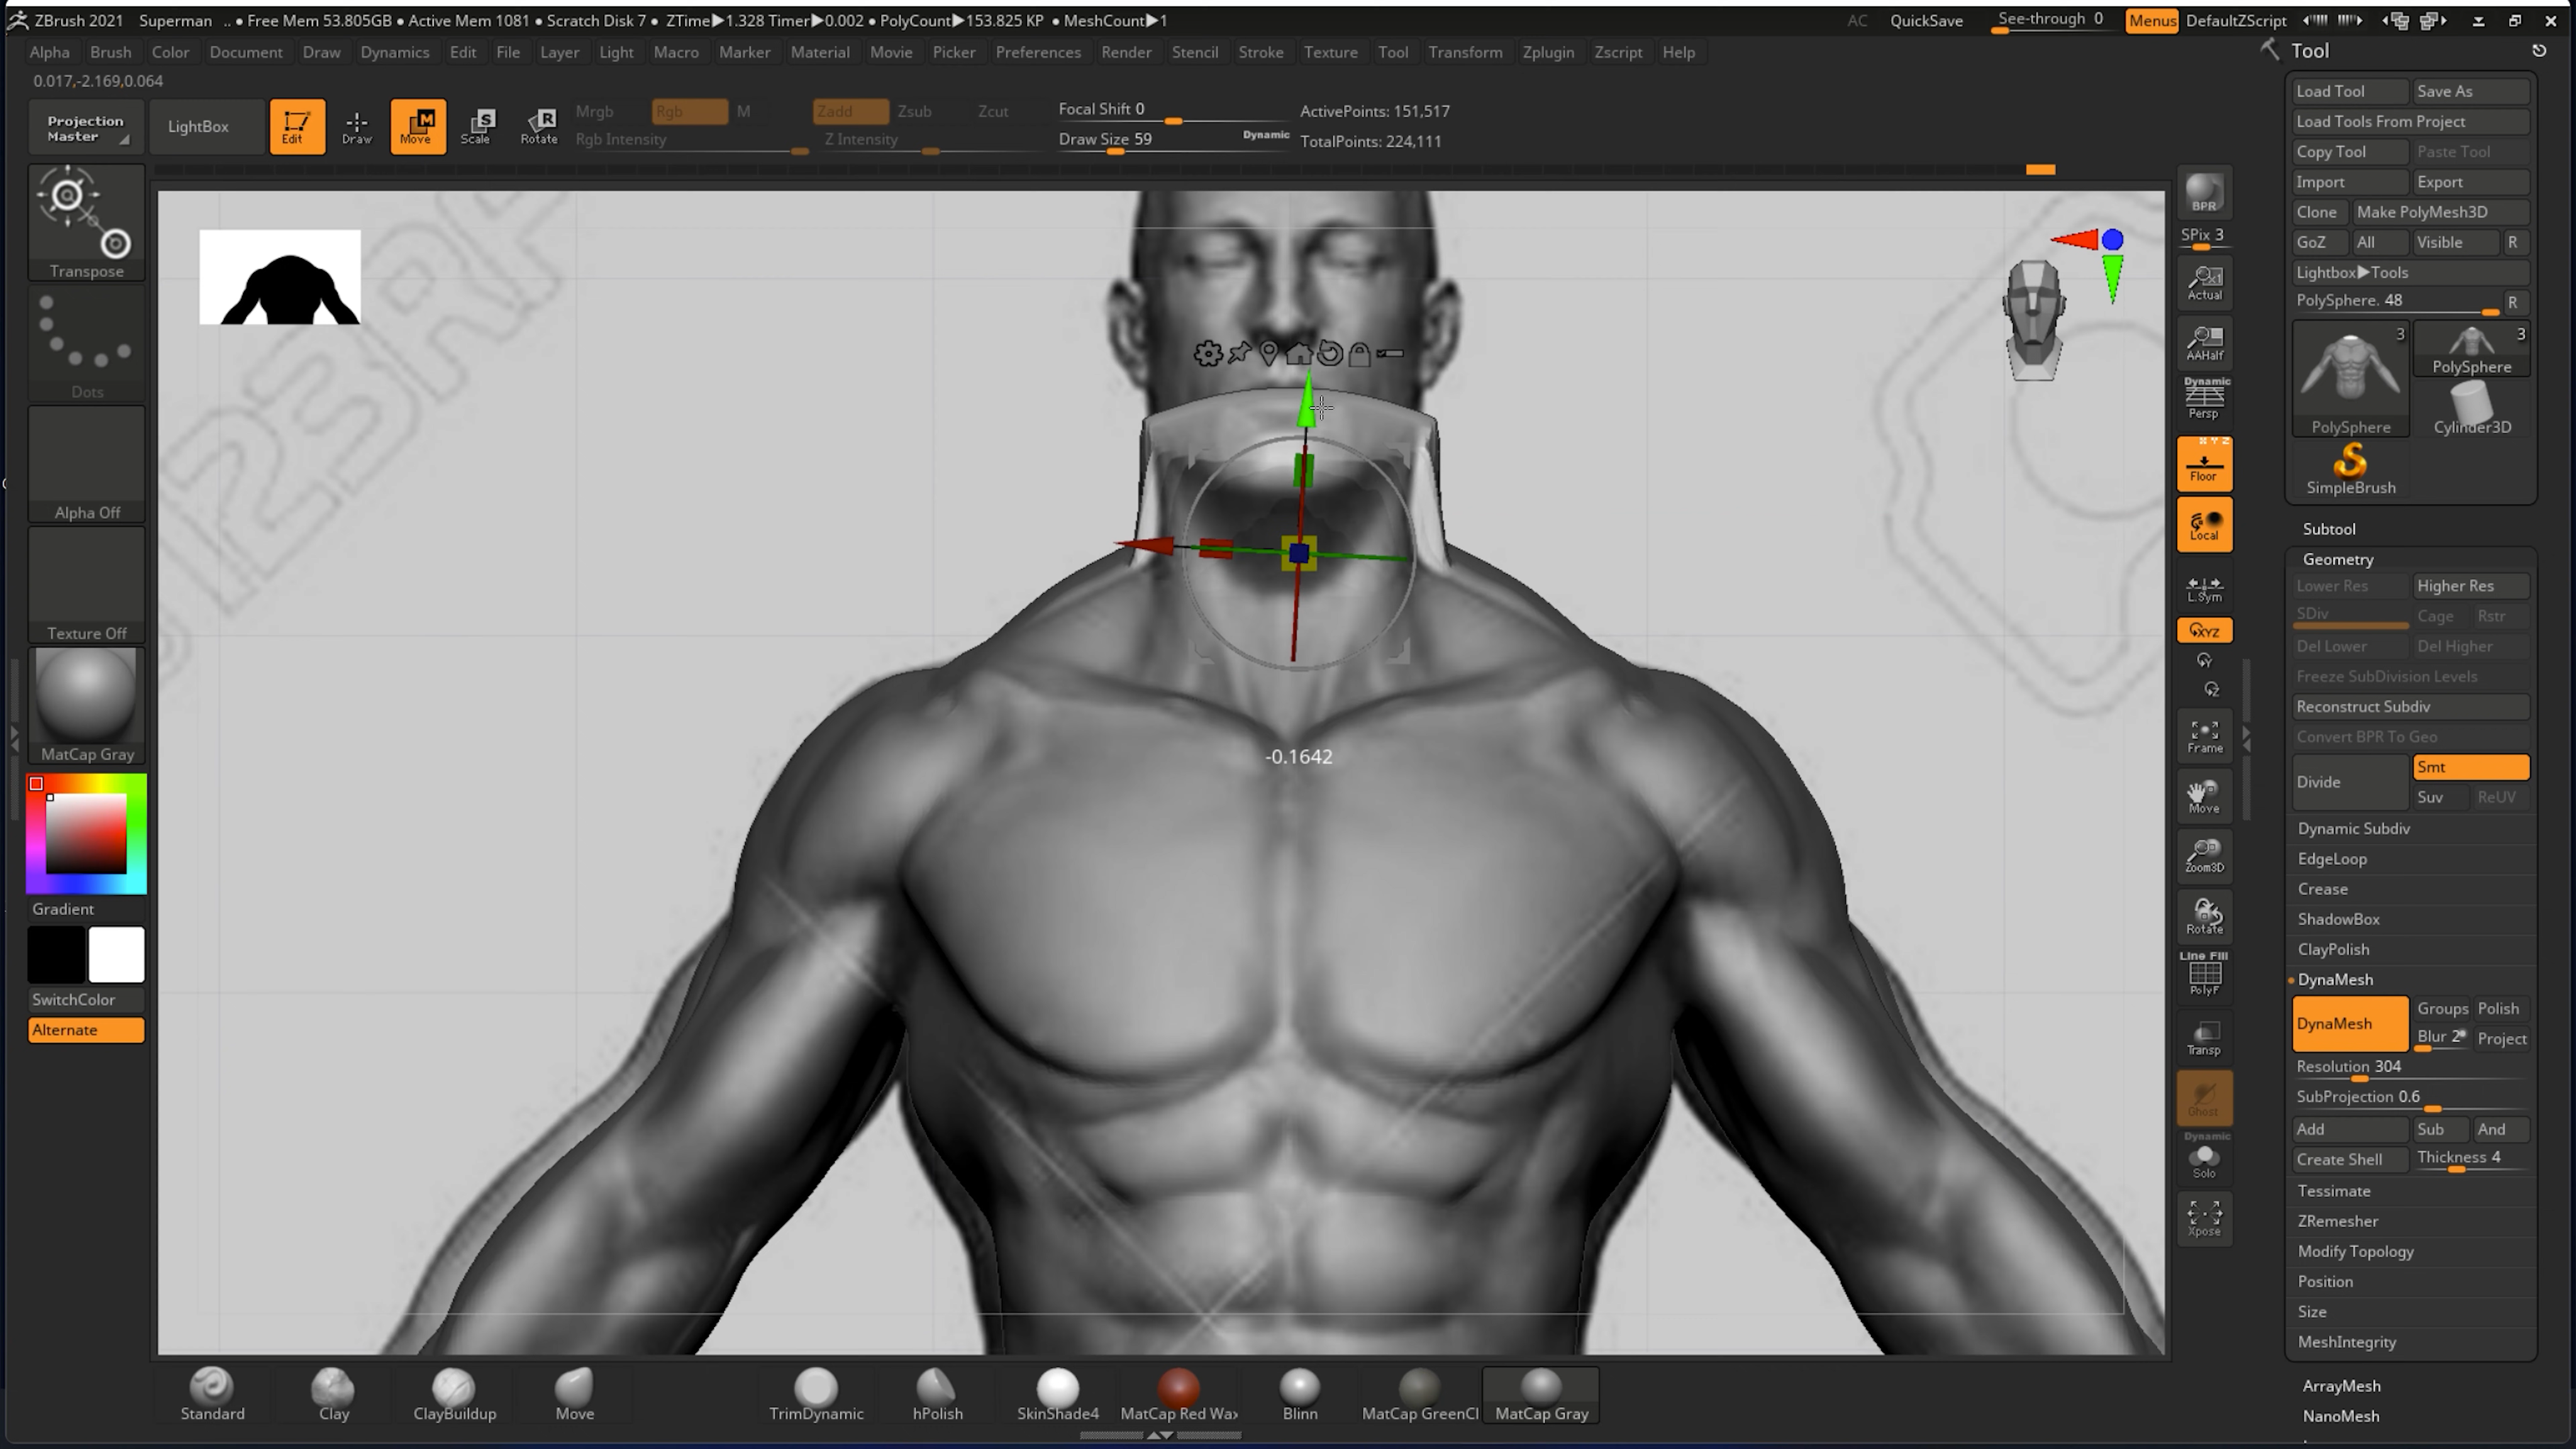 ZBrush 2021 Superman .. • Free Mem 53.805GB • Active Mem 1081 • Scratch Disk 7 • ZTime▶1.328 Timer▶0.002 • PolyCount▶153.825 KP • MeshCount▶1 AC QuickSave See-through 0 Menus DefaultZScript
Alpha Brush Color Document Draw Dynamics Edit File Layer Light Macro Marker Material Movie Picker Preferences Render Stencil Stroke Texture Tool Transform Zplugin Zscript Help
0.017,-2.169,0.064
Projection Master
LightBox
Edit
Draw
M
Move
S
Scale
R
Rotate
Mrgb Rgb M
Rgb Intensity
Zadd Zsub Zcut
Z Intensity
Focal Shift 0
Draw Size 59
Dynamic
ActivePoints: 151,517
TotalPoints: 224,111
Transpose
Dots
Alpha Off
Texture Off
MatCap Gray
Gradient
SwitchColor
Alternate
123RF
-0.1642
BPR
SPix 3
Actual
AAHalf
Dynamic
Persp
X Y Z
Floor
Local
L.Sym
XYZ
Y
Z
Frame
Move
Zoom3D
Rotate
Line Fill
PolyF
Transp
Ghost
Dynamic
Solo
Xpose
Tool
Load Tool Save As
Load Tools From Project
Copy Tool Paste Tool
Import Export
Clone Make PolyMesh3D
GoZ All Visible R
Lightbox▶Tools
PolySphere. 48 R
3 3
PolySphere
PolySphere Cylinder3D
SimpleBrush
Subtool
Geometry
Lower Res Higher Res
SDiv Cage Rstr
Del Lower Del Higher
Freeze SubDivision Levels
Reconstruct Subdiv
Convert BPR To Geo
Divide Smt
Suv ReUV
Dynamic Subdiv
EdgeLoop
Crease
ShadowBox
ClayPolish
DynaMesh
DynaMesh Groups Polish
Blur 2 Project
Resolution 304
SubProjection 0.6
Add Sub And
Create Shell Thickness 4
Tessimate
ZRemesher
Modify Topology
Position
Size
MeshIntegrity
ArrayMesh
NanoMesh
Standard Clay ClayBuildup Move TrimDynamic hPolish SkinShade4 MatCap Red Wax Blinn MatCap GreenCl MatCap Gray